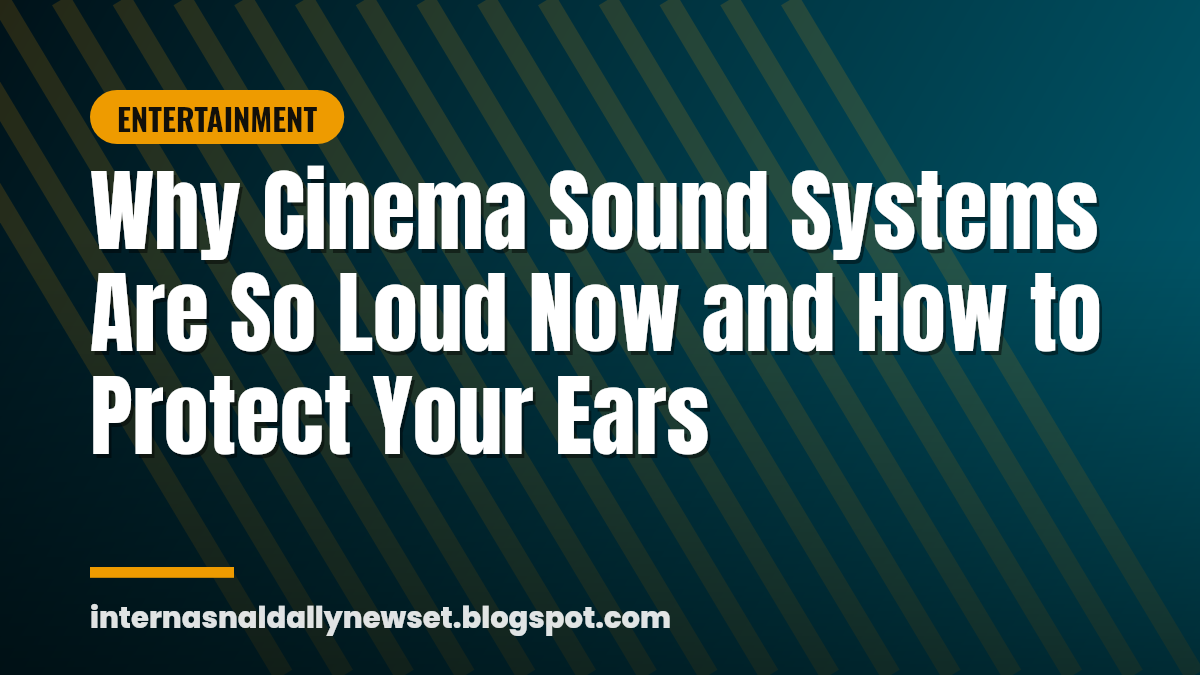 ENTERTAINMENT
Why Cinema Sound Systems
Are So Loud Now and How to
Protect Your Ears
internasnaldallynewset.blogspot.com